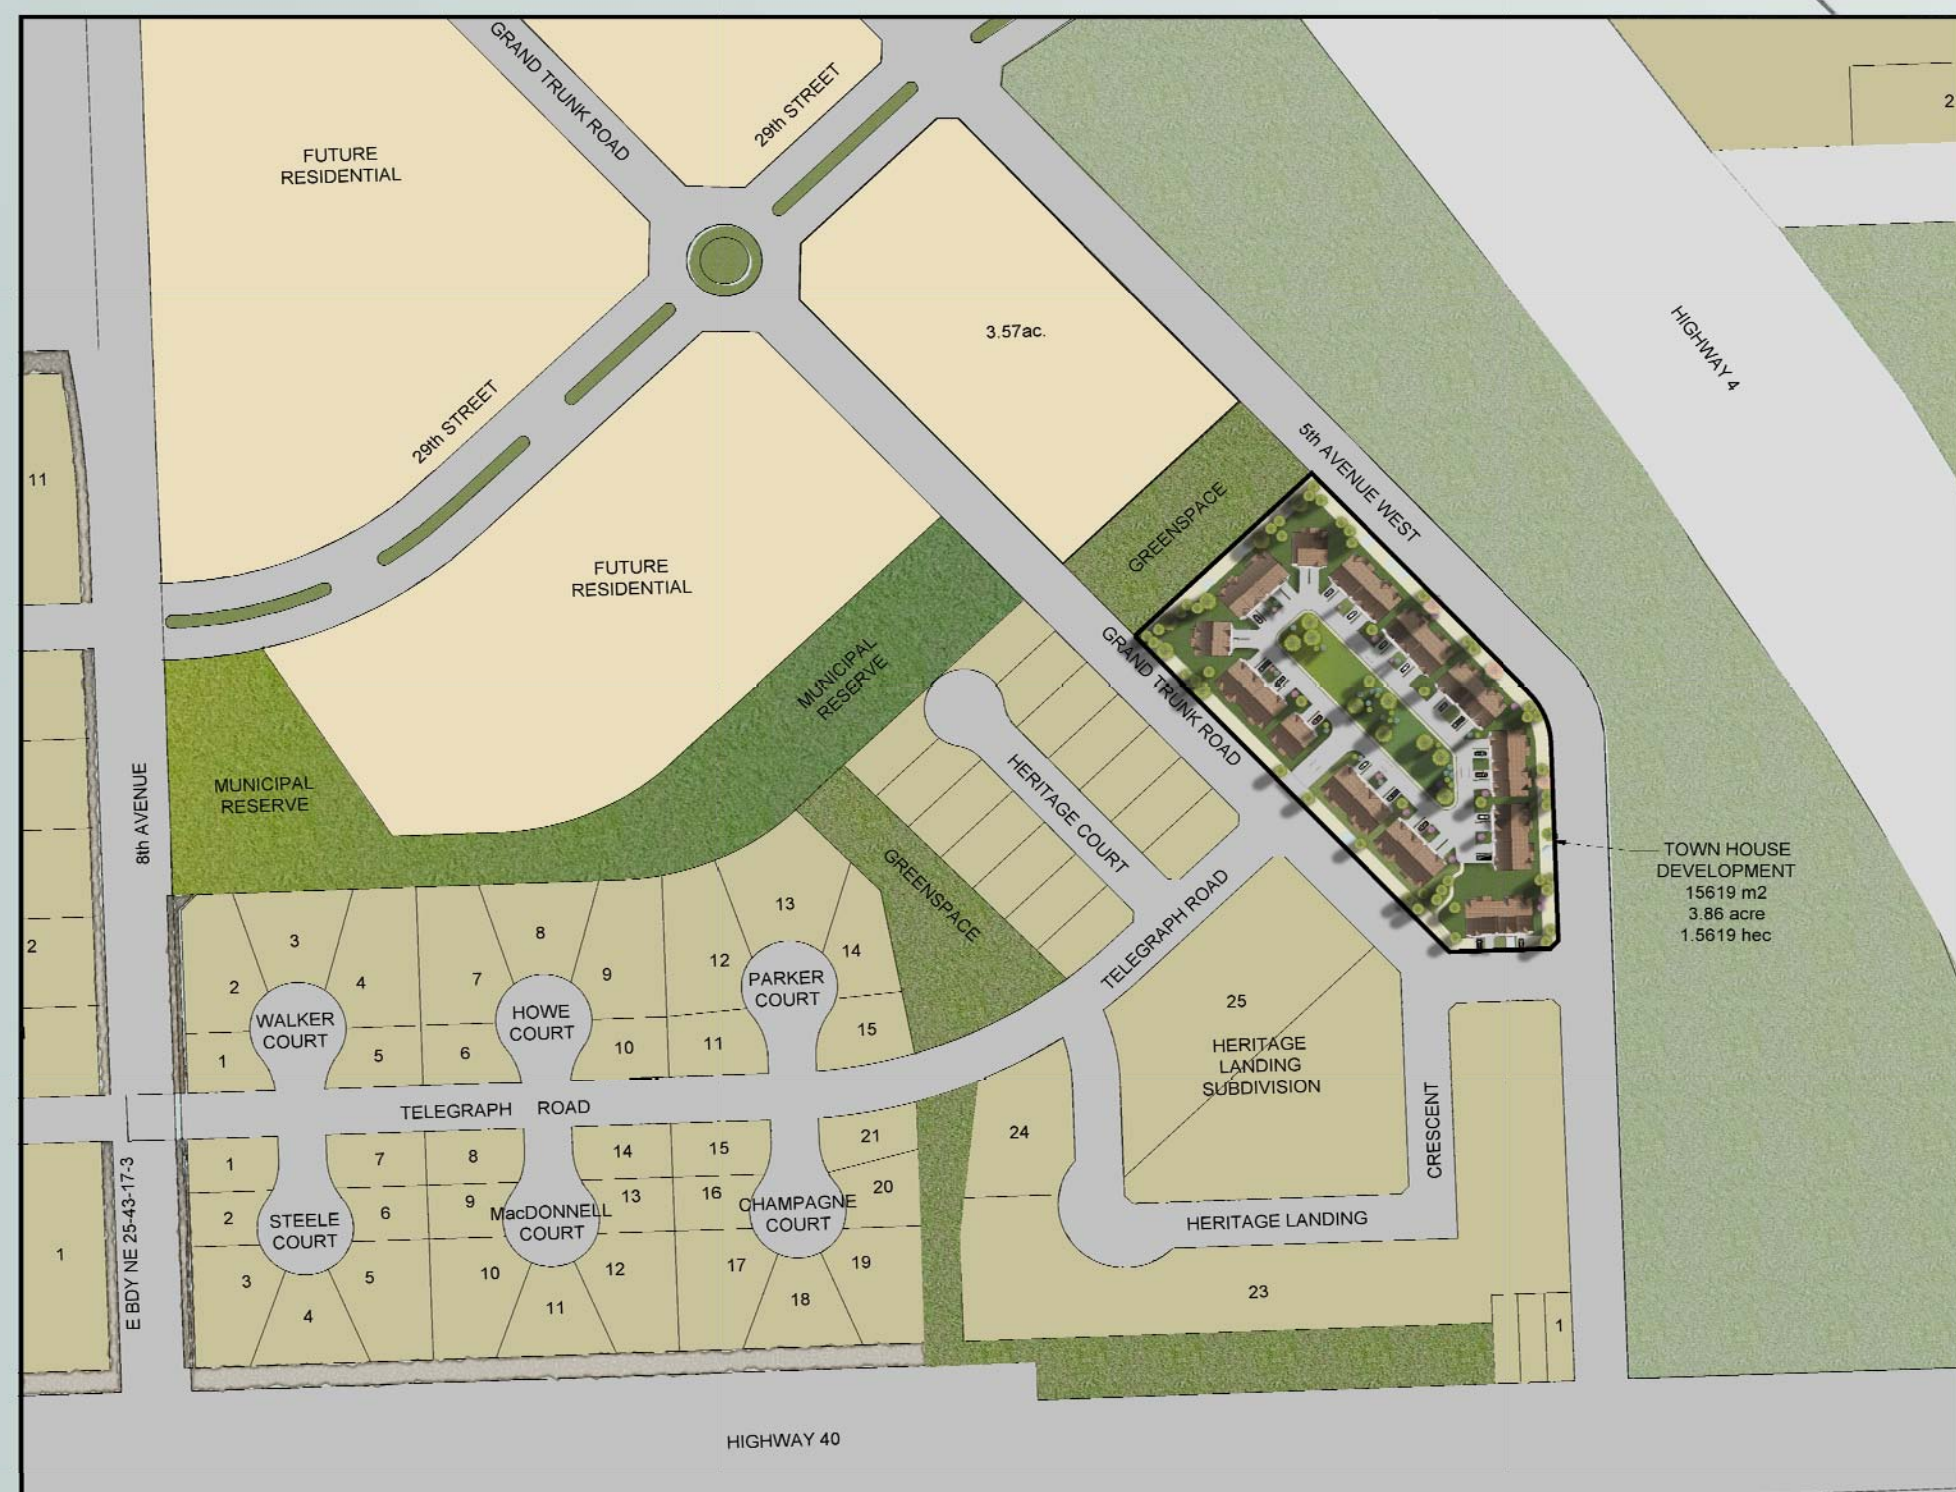 GRAND TRUNK ROAD
29th STREET
2
FUTURE
RESIDENTIAL
3.57ac.
HIGHWAY 4
29th STREET
5th AVENUE WEST
11
GREENSPACE
FUTURE
RESIDENTIAL
MUNICIPAL
RESERVE
GRAND TRUNK ROAD
MUNICIPAL
RESERVE
8th AVENUE
HERITAGE COURT
TOWN HOUSE
DEVELOPMENT
15619 m2
3.86 acre
1.5619 hec
GREENSPACE
TELEGRAPH ROAD
2
3
8
13
2
4
7
9
12
14
WALKER
COURT
HOWE
COURT
PARKER
COURT
1
5
6
10
11
15
25
HERITAGE
LANDING
SUBDIVISION
CRESCENT
TELEGRAPH ROAD
24
1
7
8
14
15
21
2
6
9
13
16
20
STEELE
COURT
MacDONNELL
COURT
CHAMPAGNE
COURT
HERITAGE LANDING
3
5
10
12
17
19
4
11
18
23
1
1
E BDY NE 25-43-17-3
HIGHWAY 40